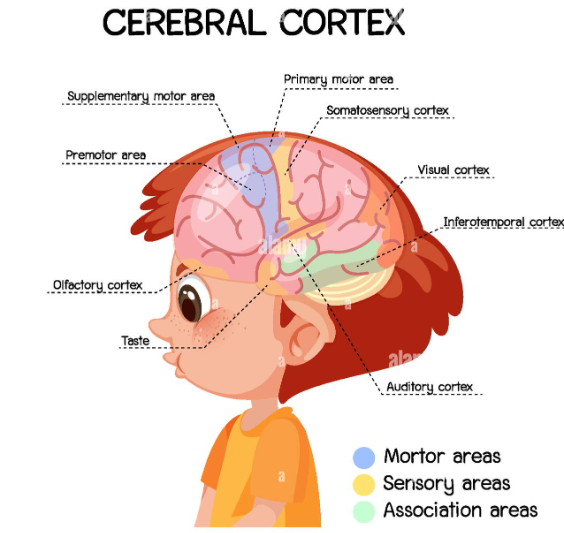 CEREBRAL CORTEX
Primary motor area
Supplementary motor area
Somatosensory cortex
Premotor area
Visual cortex
Inferotemporal cortex
Olfactory cortex
Taste
Auditory cortex
Mortor areas
Sensory areas
Association areas
alamy
a